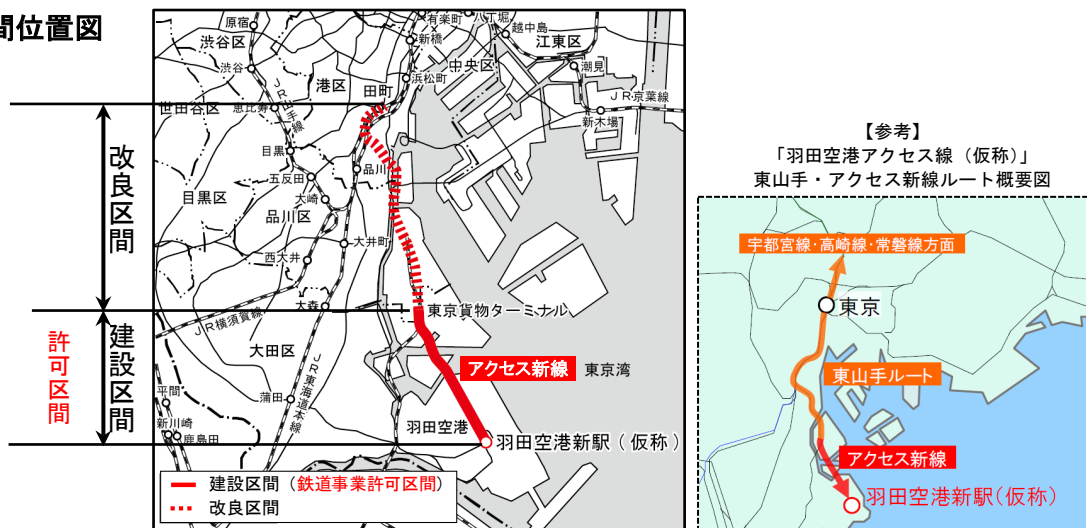 間位置図
改良区間
建設区間
許可区間
原宿
渋谷区
渋谷
世田谷区
恵比寿
JR山手線
目黒
五反田
目黒区
大崎
品川区
西大井
大井町
品川
港区
田町
浜松町
新橋
有楽町
八丁堀
中央区
越中島
江東区
潮見
JR京葉線
新木場
大森
JR横須賀線
大田区
JR東海道本線
蒲田
平間
新川崎
鹿島田
東京貨物ターミナル
アクセス新線
東京湾
羽田空港
羽田空港新駅(仮称)
建設区間(鉄道事業許可区間)
改良区間
【参考】
「羽田空港アクセス線(仮称)」
東山手・アクセス新線ルート概要図
宇都宮線・高崎線・常磐線方面
東京
東山手ルート
アクセス新線
羽田空港新駅(仮称)